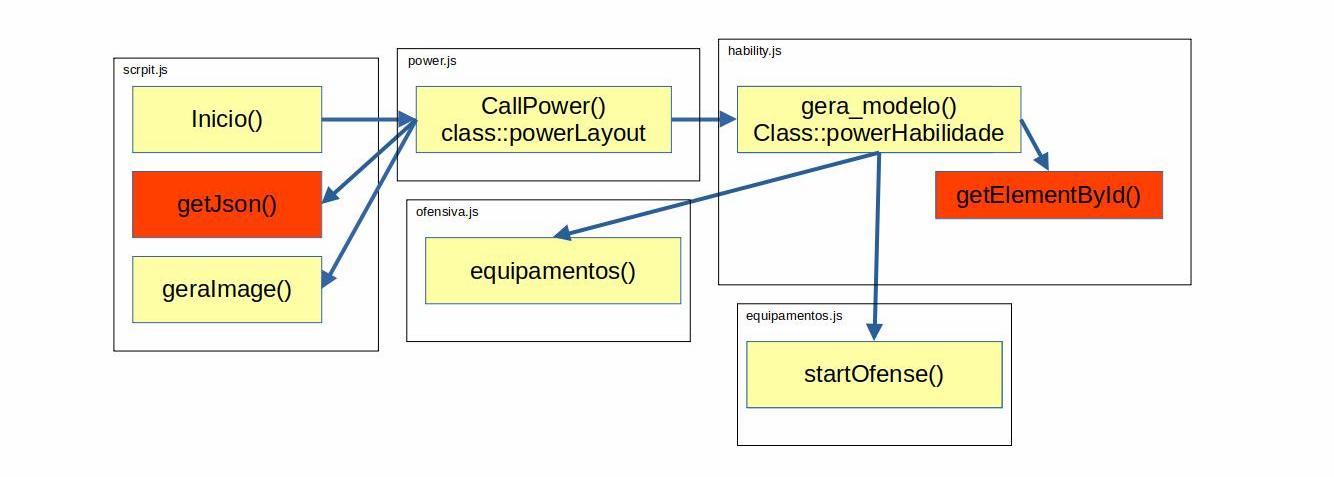 scrpit.js
Inicio()
getJson()
geraImage()
power.js
CallPower()
class::powerLayout
ofensiva.js
equipamentos()
hability.js
gera_modelo()
Class::powerHabilidade
getElementById()
equipamentos.js
startOfense()